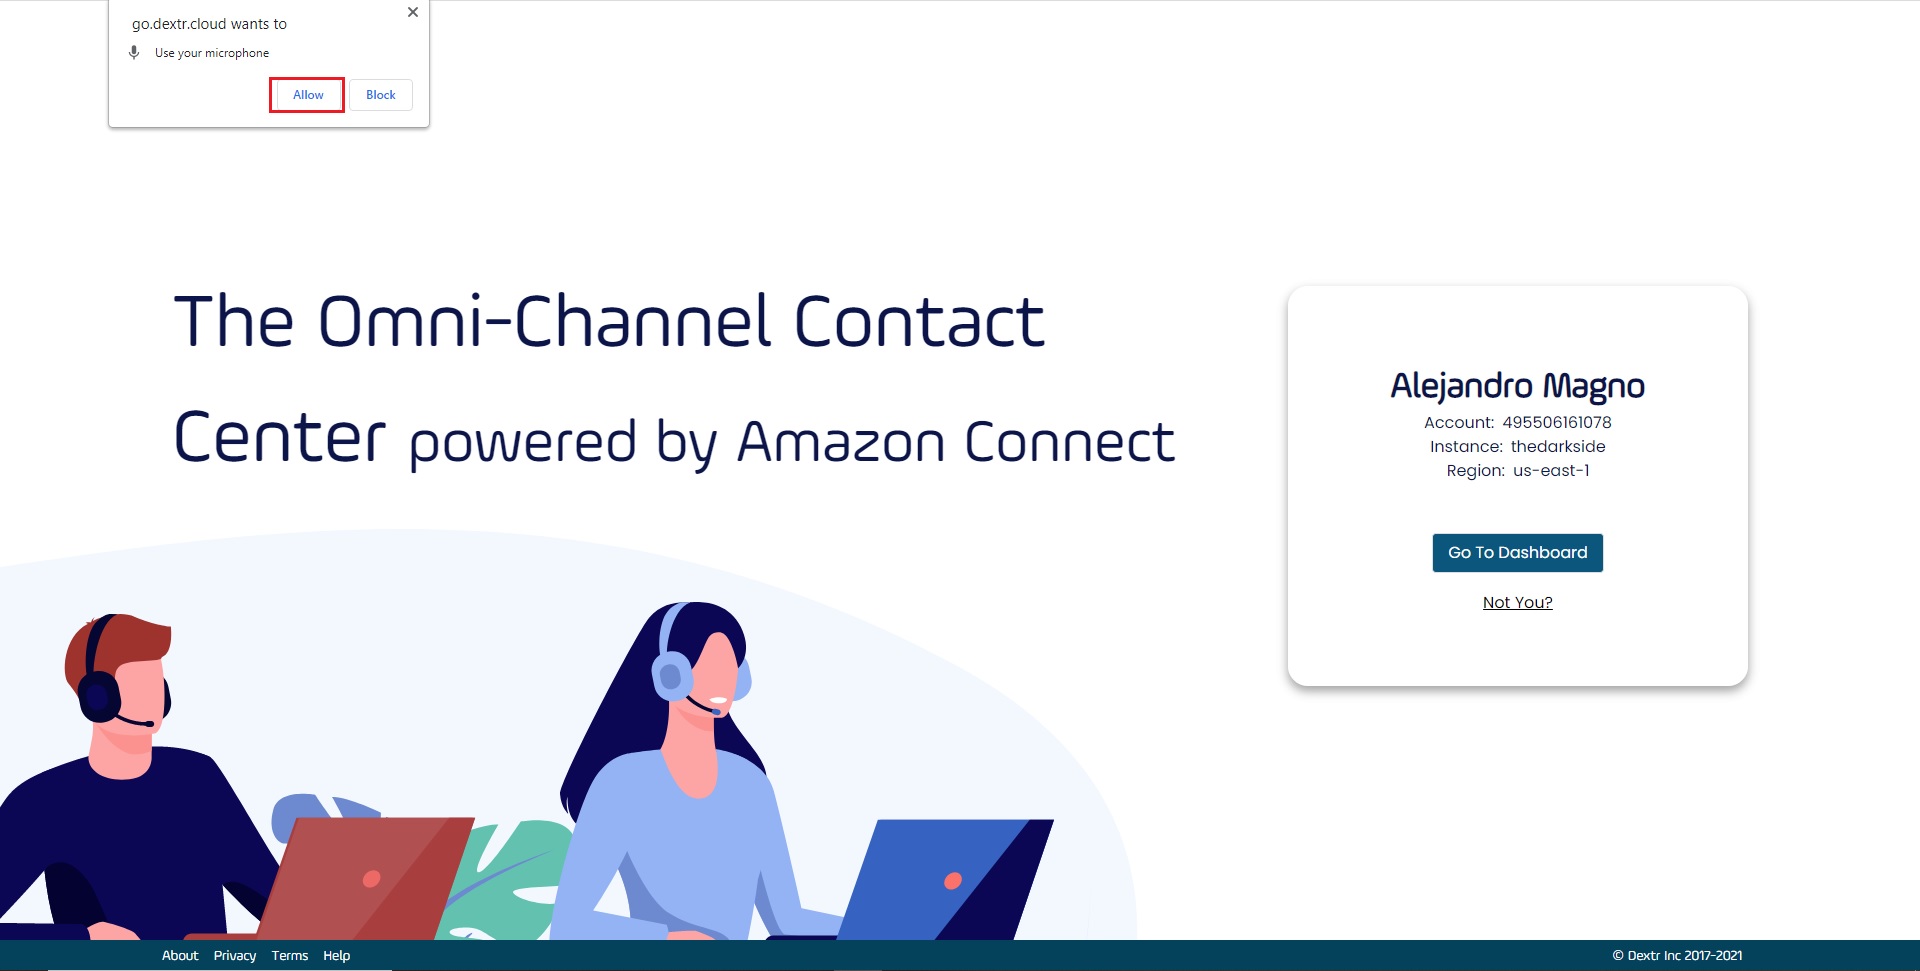 go.dextr.cloud wants to
Use your microphone
Allow Block
The Omni-Channel Contact
Center powered by Amazon Connect
Alejandro Magno
Account: 495506161078
Instance: thedarkside
Region: us-east-1
Go To Dashboard
Not You?
About Privacy Terms Help
© Dextr Inc 2017-2021